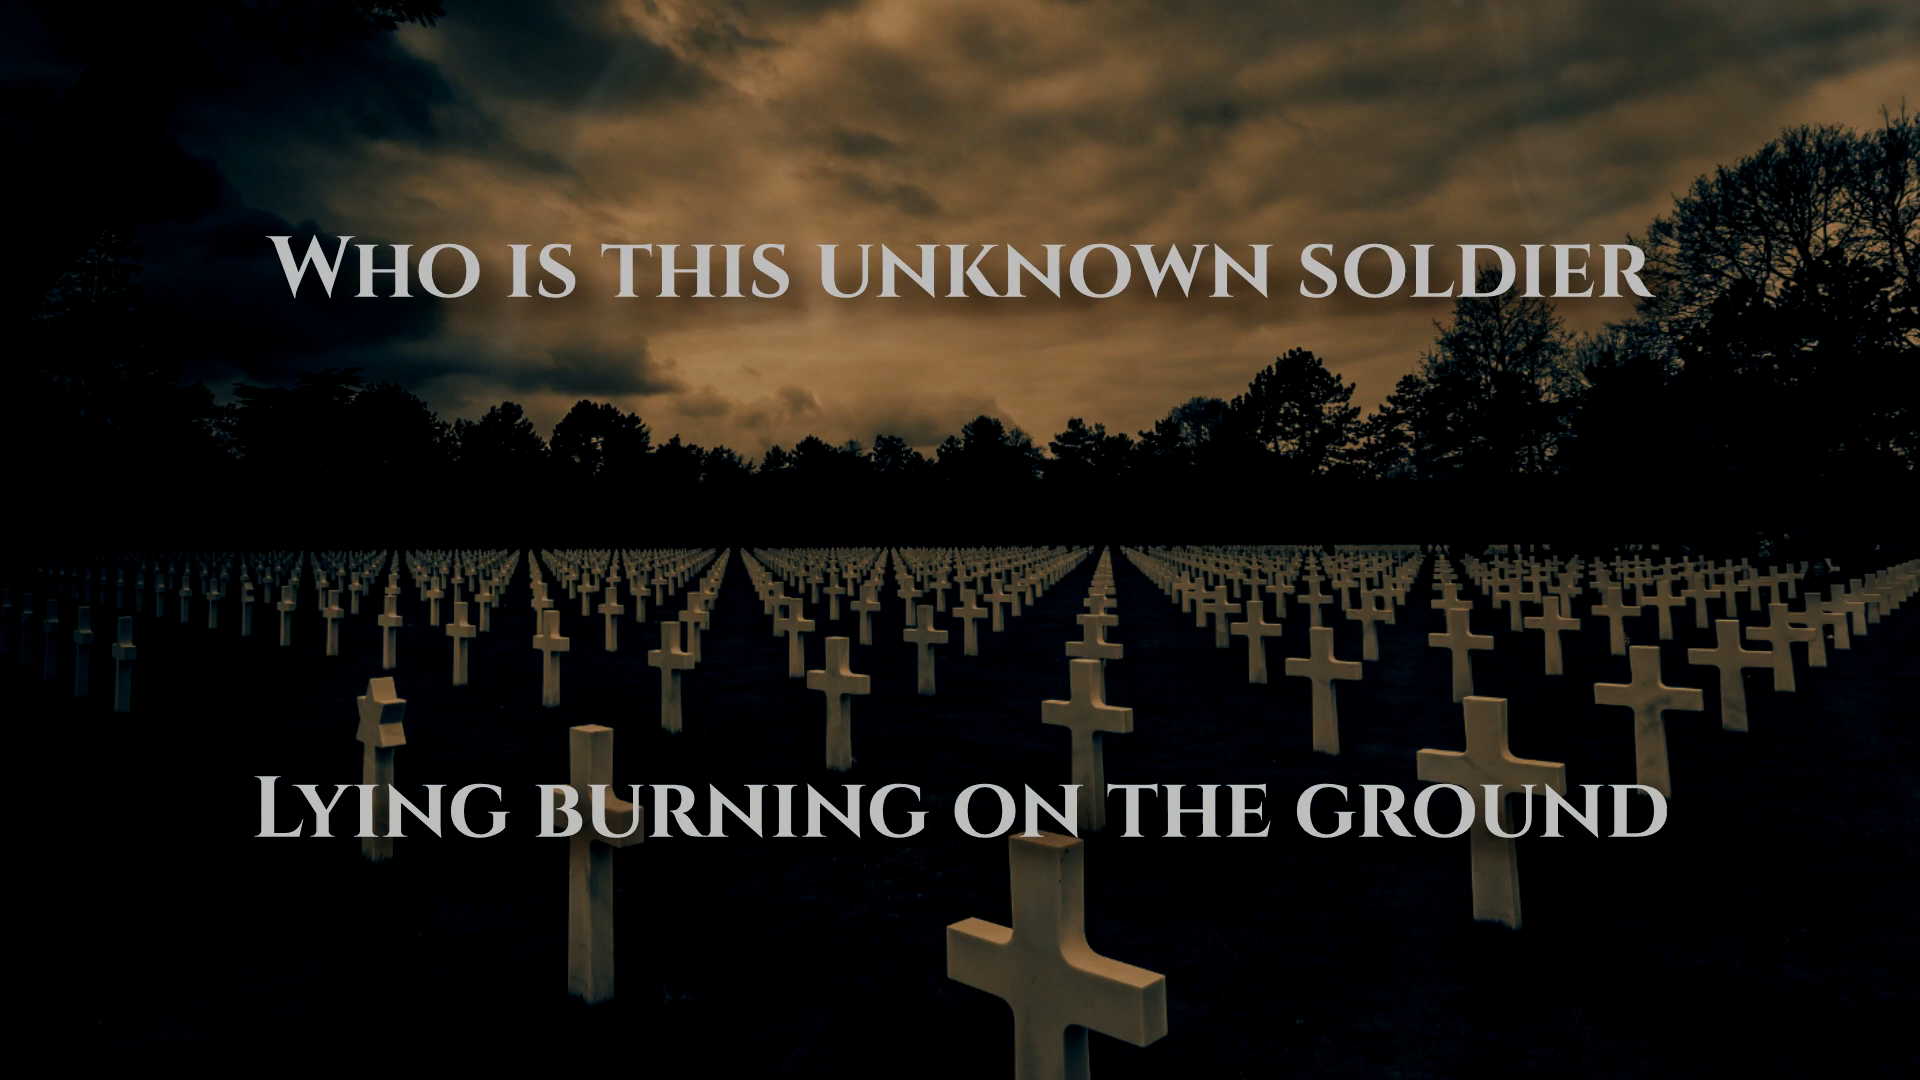 Who is this unknown soldier
Lying burning on the ground